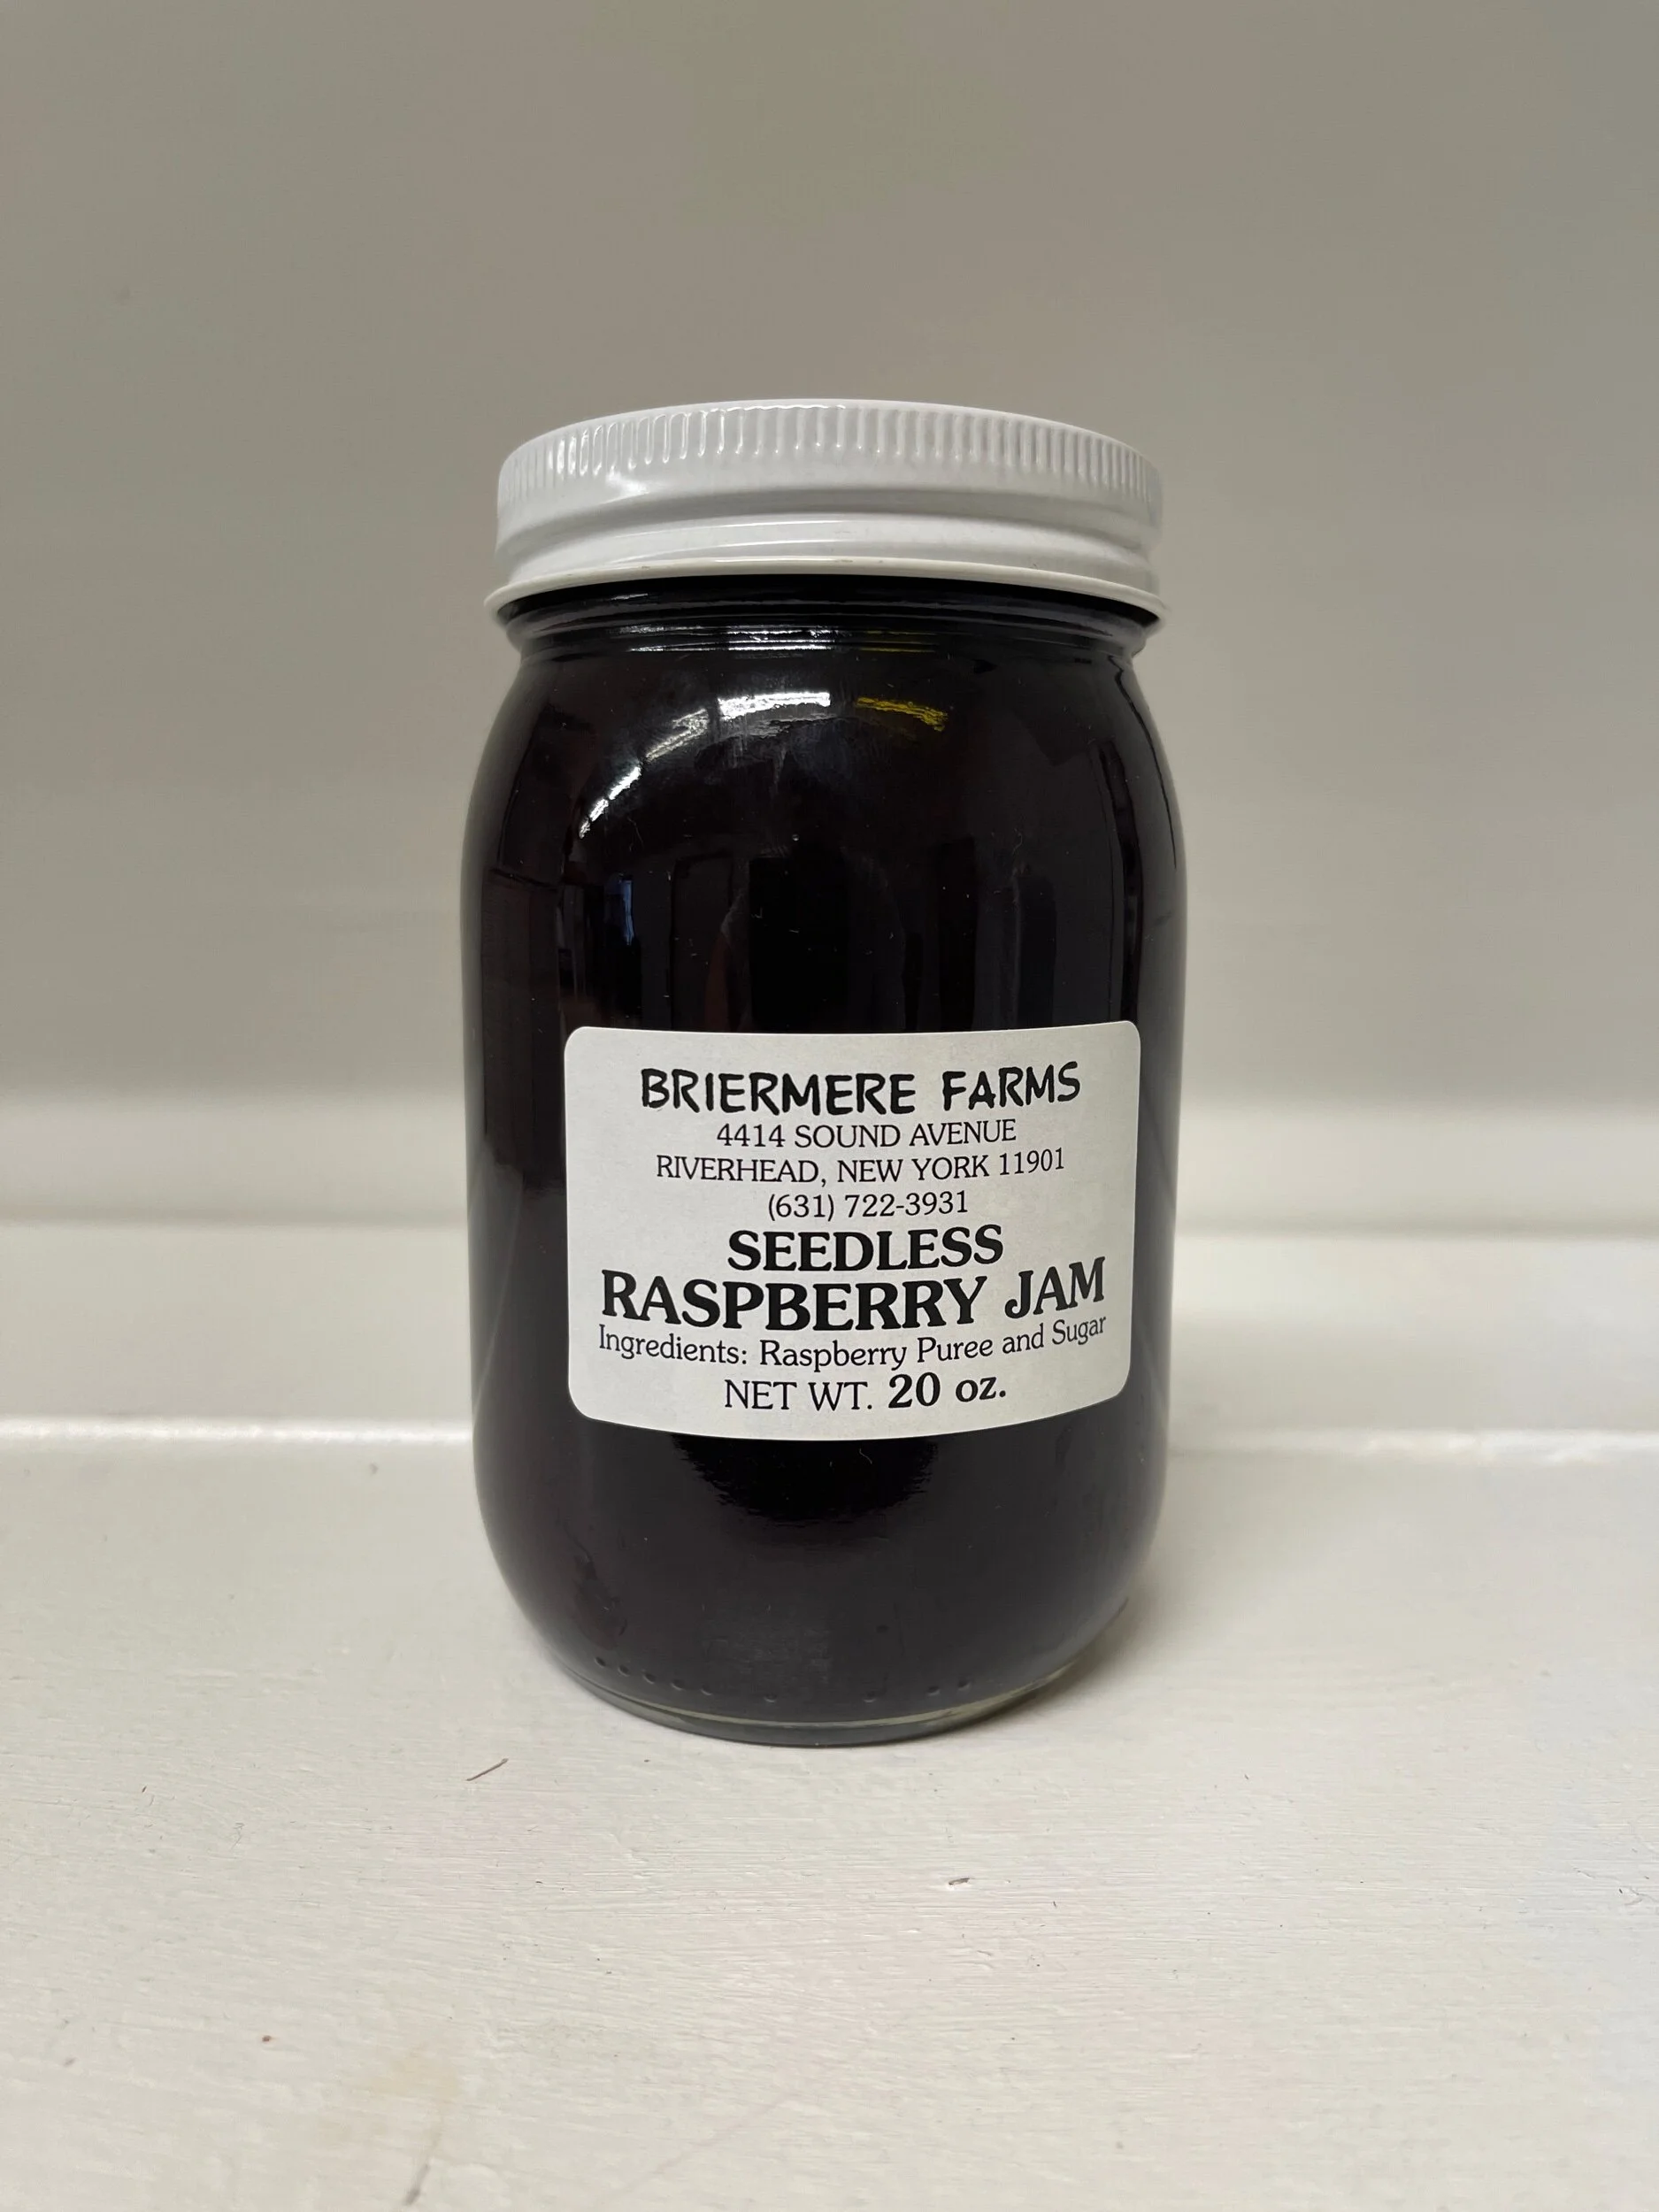 BRIERMERE FARMS
4414 SOUND AVENUE
RIVERHEAD, NEW YORK 11901
(631) 722-3931
SEEDLESS
RASPBERRY JAM
Ingredients: Raspberry Puree and Sugar
NET WT. 20 oz.